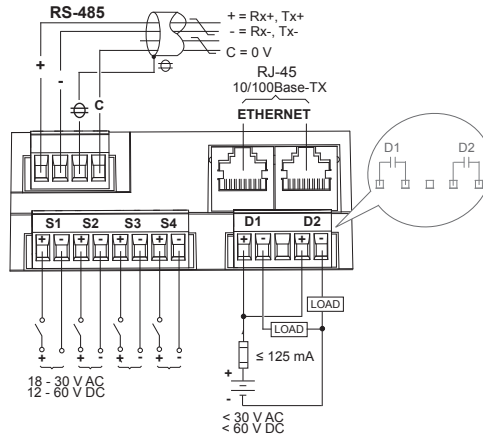 RS-485
+ = Rx+, Tx+
- = Rx-, Tx-
C = 0 V
+
-
C
RJ-45
10/100Base-TX
ETHERNET
D1 D2
S1 S2 S3 S4
+ - + - + - + -
D1 D2
+ - + -
LOAD
LOAD
≤ 125 mA
+ - + - + - + -
18 - 30 V AC
12 - 60 V DC
+
-
< 30 V AC
< 60 V DC